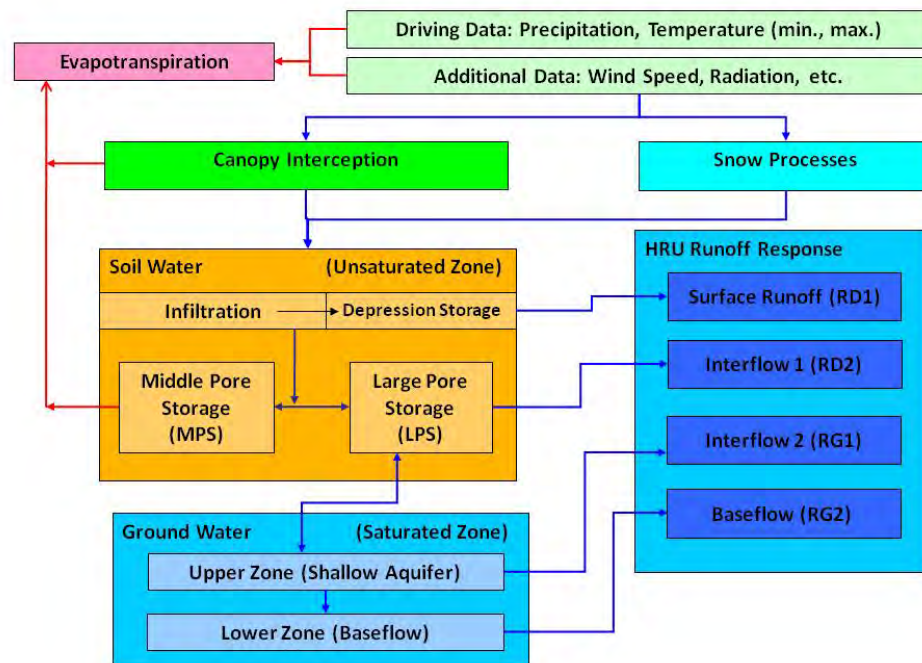 Driving Data: Precipitation, Temperature (min., max.)
Evapotranspiration
Additional Data: Wind Speed, Radiation, etc.
Canopy Interception
Snow Processes
Soil Water (Unsaturated Zone)
HRU Runoff Response
Infiltration
Depression Storage
Surface Runoff (RD1)
Middle Pore
Storage
(MPS)
Large Pore
Storage
(LPS)
Interflow 1 (RD2)
Interflow 2 (RG1)
Baseflow (RG2)
Ground Water (Saturated Zone)
Upper Zone (Shallow Aquifer)
Lower Zone (Baseflow)